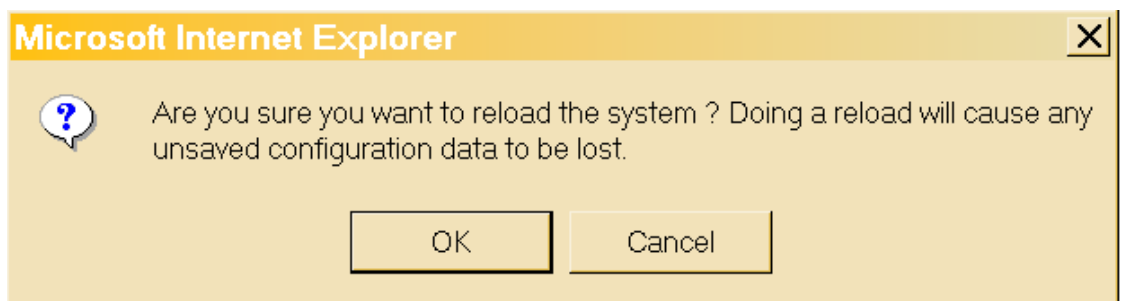 Microsoft Internet Explorer
Are you sure you want to reload the system ? Doing a reload will cause any
unsaved configuration data to be lost.
OK Cancel